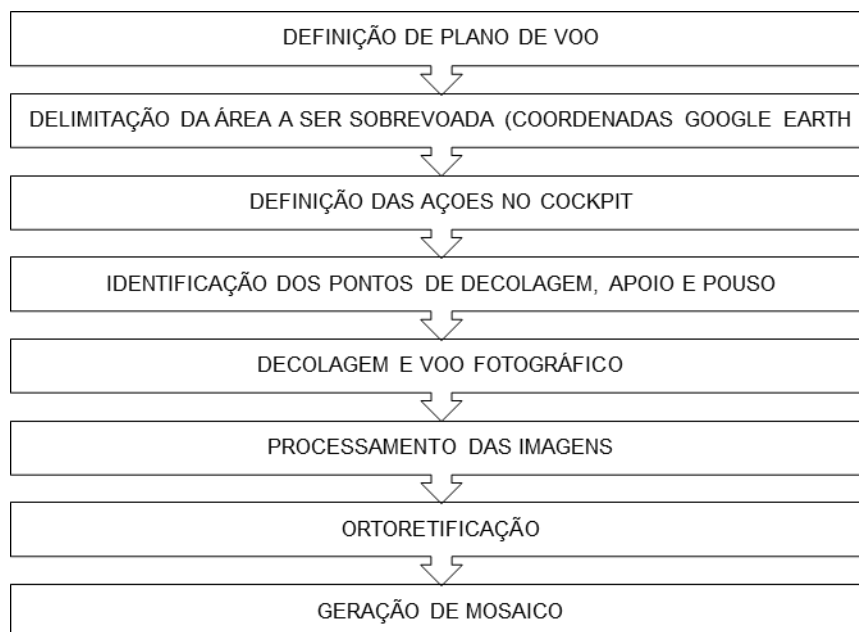 DEFINIÇÃO DE PLANO DE VOO
DELIMITAÇÃO DA ÁREA A SER SOBREVOADA (COORDENADAS GOOGLE EARTH
DEFINIÇÃO DAS AÇOES NO COCKPIT
IDENTIFICAÇÃO DOS PONTOS DE DECOLAGEM, APOIO E POUSO
DECOLAGEM E VOO FOTOGRÁFICO
PROCESSAMENTO DAS IMAGENS
ORTORETIFICAÇÃO
GERAÇÃO DE MOSAICO